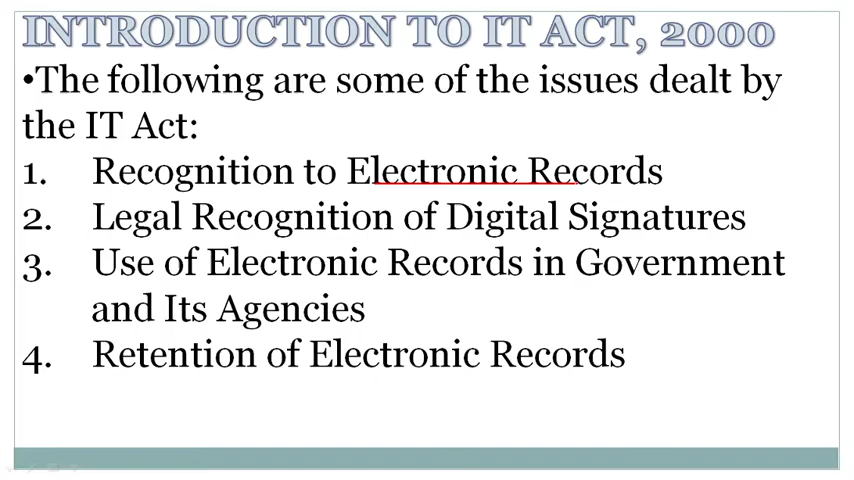 INTRODUCTION TO IT ACT, 2000
•The following are some of the issues dealt by
the IT Act:
1. Recognition to Electronic Records
2. Legal Recognition of Digital Signatures
3. Use of Electronic Records in Government
and Its Agencies
4. Retention of Electronic Records